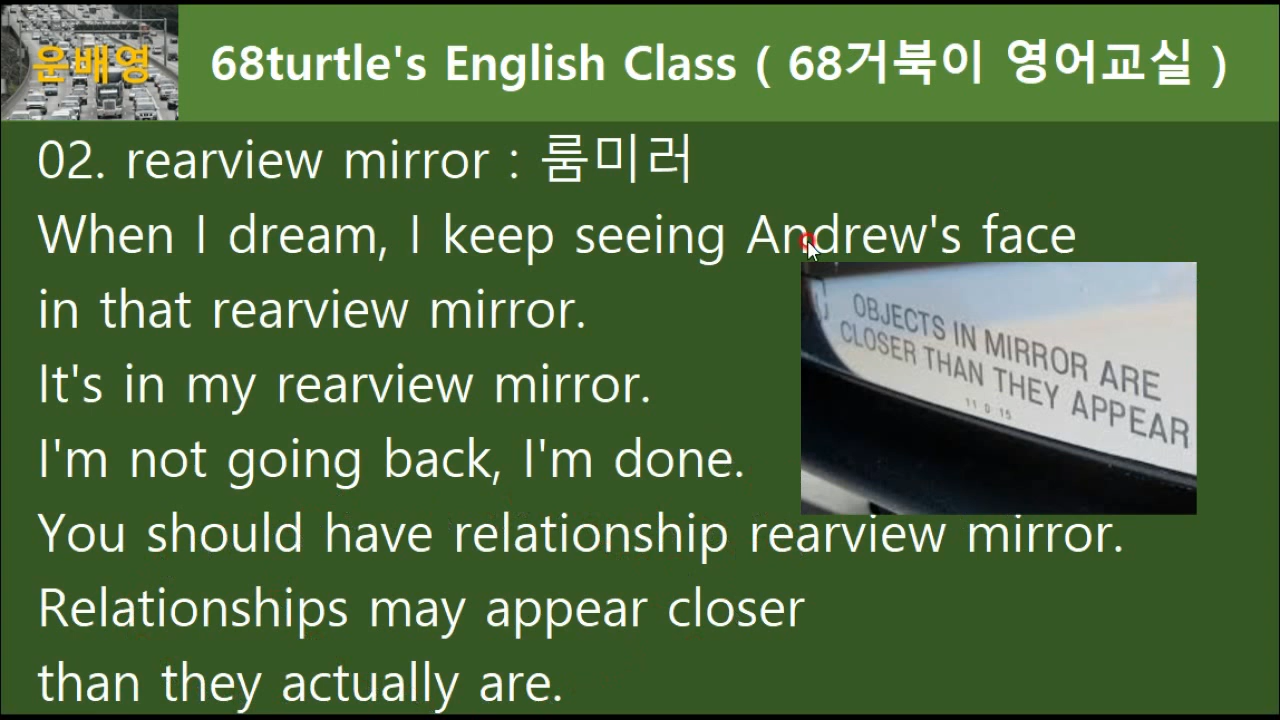 운배영
68turtle's English Class ( 68거북이 영어교실 )
02. rearview mirror : 룸미러
When I dream, I keep seeing Andrew's face
in that rearview mirror.
It's in my rearview mirror.
I'm not going back, I'm done.
You should have relationship rearview mirror.
Relationships may appear closer
than they actually are.
OBJECTS IN MIRROR ARE
CLOSER THAN THEY APPEAR
11 0 15